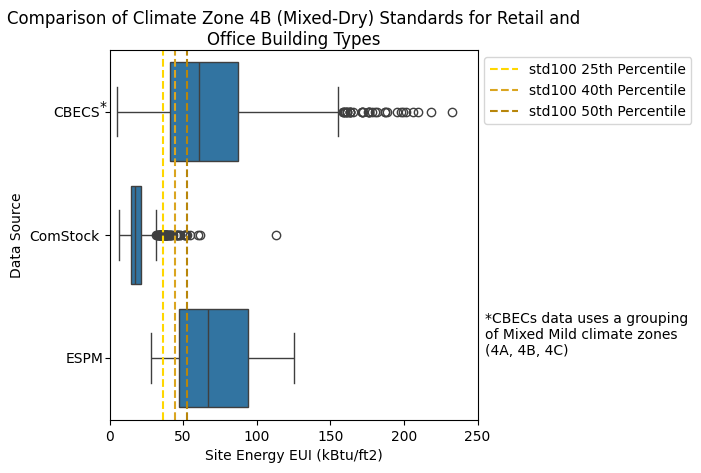 Comparison of Climate Zone 4B (Mixed-Dry) Standards for Retail and
Office Building Types
std100 25th Percentile
std100 40th Percentile
std100 50th Percentile
Data Source
CBECS*
ComStock
ESPM
*CBECs data uses a grouping
of Mixed Mild climate zones
(4A, 4B, 4C)
0 50 100 150 200 250
Site Energy EUI (kBtu/ft2)